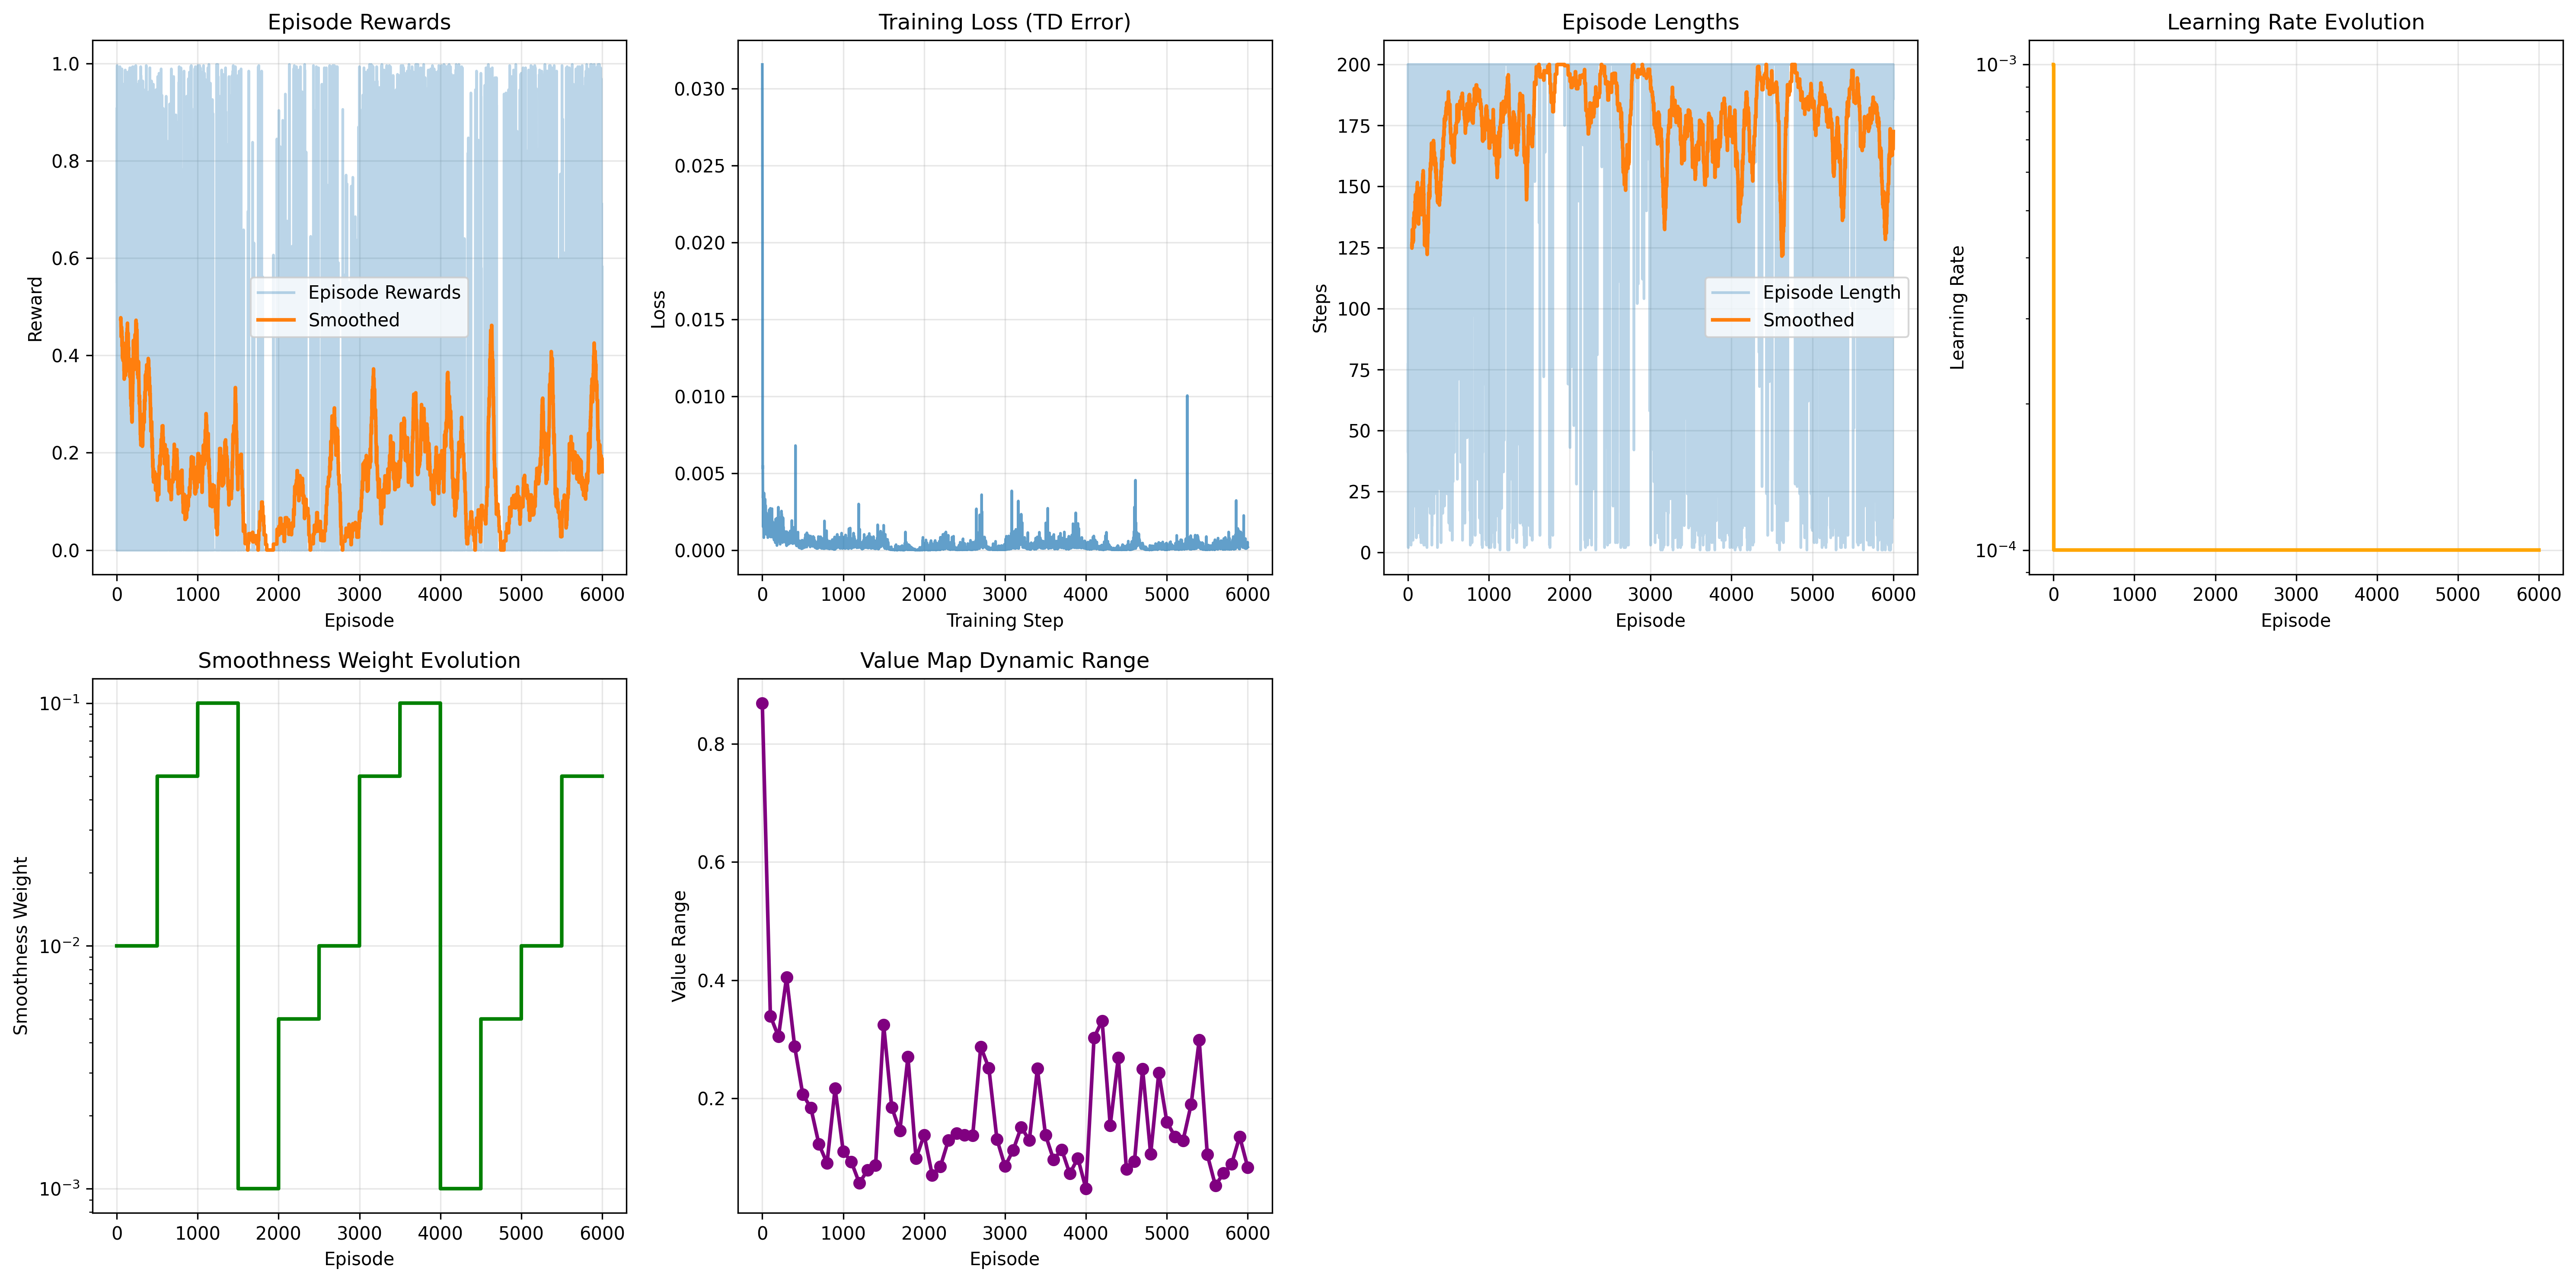 Episode Rewards
1.0
0.8
0.6
0.4
0.2
0.0
Reward
Episode Rewards
Smoothed
0 1000 2000 3000 4000 5000 6000
Episode
Training Loss (TD Error)
0.030
0.025
0.020
0.015
0.010
0.005
0.000
Loss
0 1000 2000 3000 4000 5000 6000
Training Step
Episode Lengths
200
175
150
125
100
75
50
25
0
Steps
Episode Length
Smoothed
0 1000 2000 3000 4000 5000 6000
Episode
Learning Rate Evolution
10⁻³
10⁻⁴
Learning Rate
0 1000 2000 3000 4000 5000 6000
Episode
Smoothness Weight Evolution
10⁻¹
10⁻²
10⁻³
Smoothness Weight
0 1000 2000 3000 4000 5000 6000
Episode
Value Map Dynamic Range
0.8
0.6
0.4
0.2
Value Range
0 1000 2000 3000 4000 5000 6000
Episode